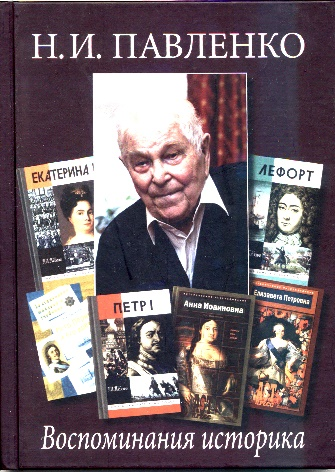 Н. И. ПАВЛЕНКО
ЕКАТЕРИНА
ЛЕФОРТ
ПЕТР I
Анна Иоанновна
Елизавета Петровна
Воспоминания историка